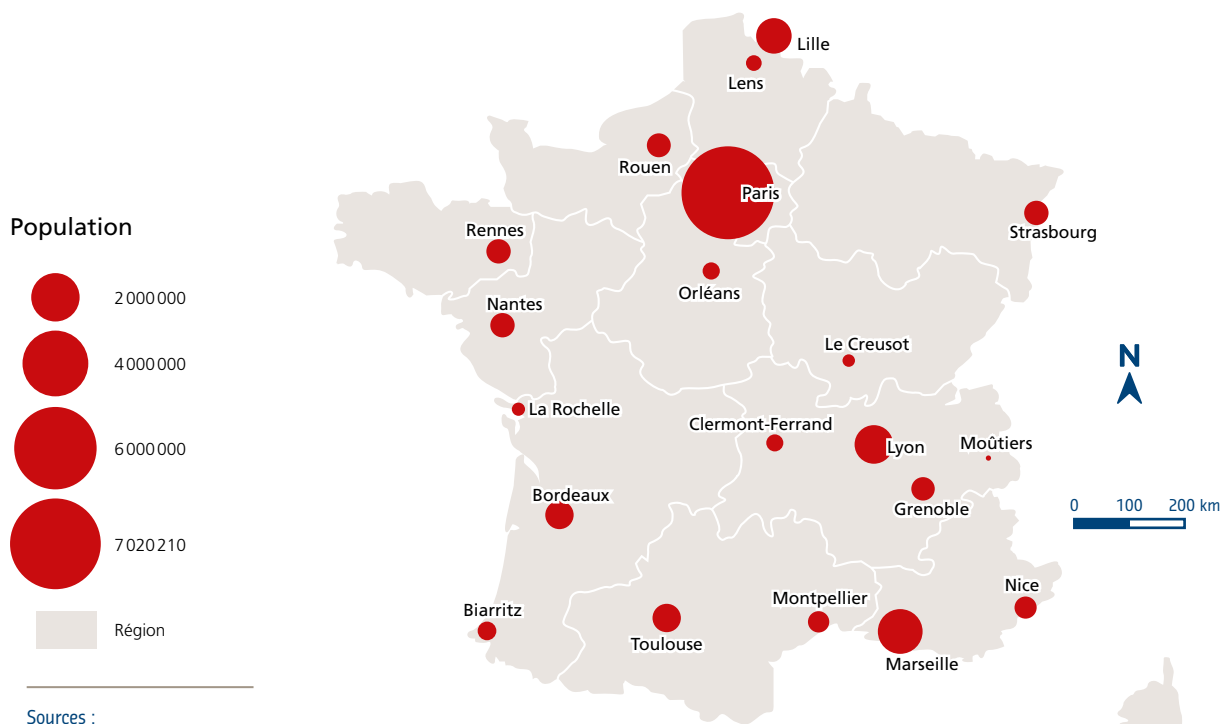 Population
2 000 000
4 000 000
6 000 000
7 020 210
Région
Sources :
Lille
Lens
Rouen
Paris
Strasbourg
Rennes
Orléans
Nantes
Le Creusot
N
La Rochelle
Clermont-Ferrand
Lyon
Moûtiers
Grenoble
Bordeaux
0 100 200 km
Nice
Montpellier
Biarritz
Toulouse
Marseille